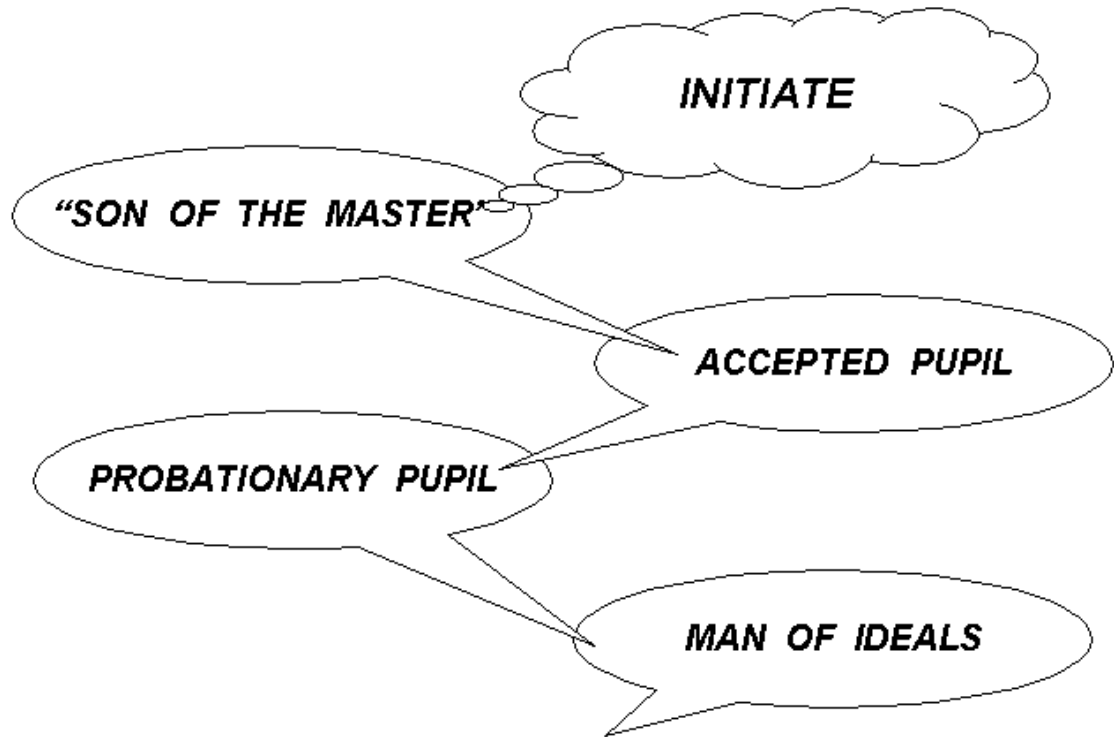 INITIATE
“SON OF THE MASTER”
ACCEPTED PUPIL
PROBATIONARY PUPIL
MAN OF IDEALS